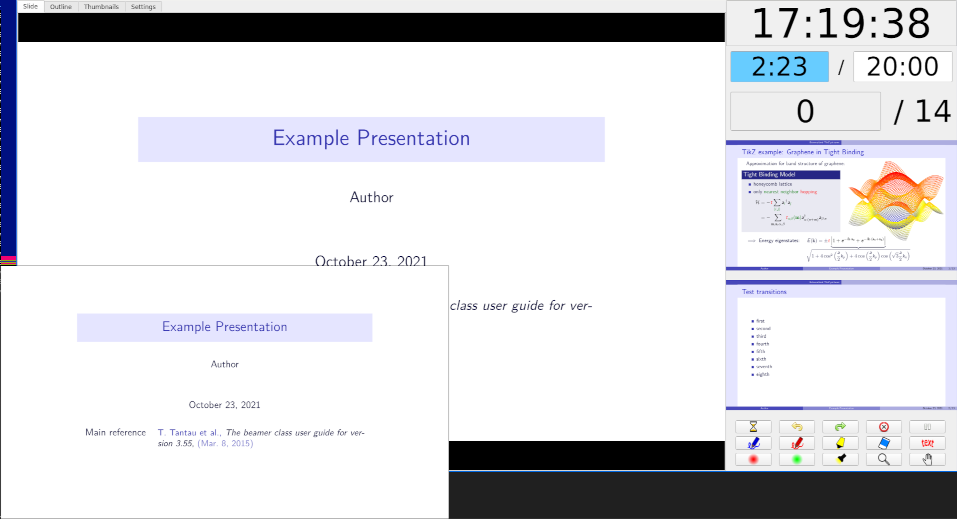 Slide Outline Thumbnails Settings
Example Presentation
Author
October 23, 2021
class user guide for ver-
Example Presentation
Author
October 23, 2021
Main reference T. Tantau et al., The beamer class user guide for ver-
sion 3.55, (Mar. 8, 2015)
17:19:38
2:23 / 20:00
0 / 14
TikZ example: Graphene in Tight Binding
Approximation for band structure of graphene
Tight Binding Model
honeycomb lattice
only nearest neighbor hopping
⟹ Energy eigenstates:
Test transitions
first
second
third
fourth
fifth
sixth
seventh
eighth
text